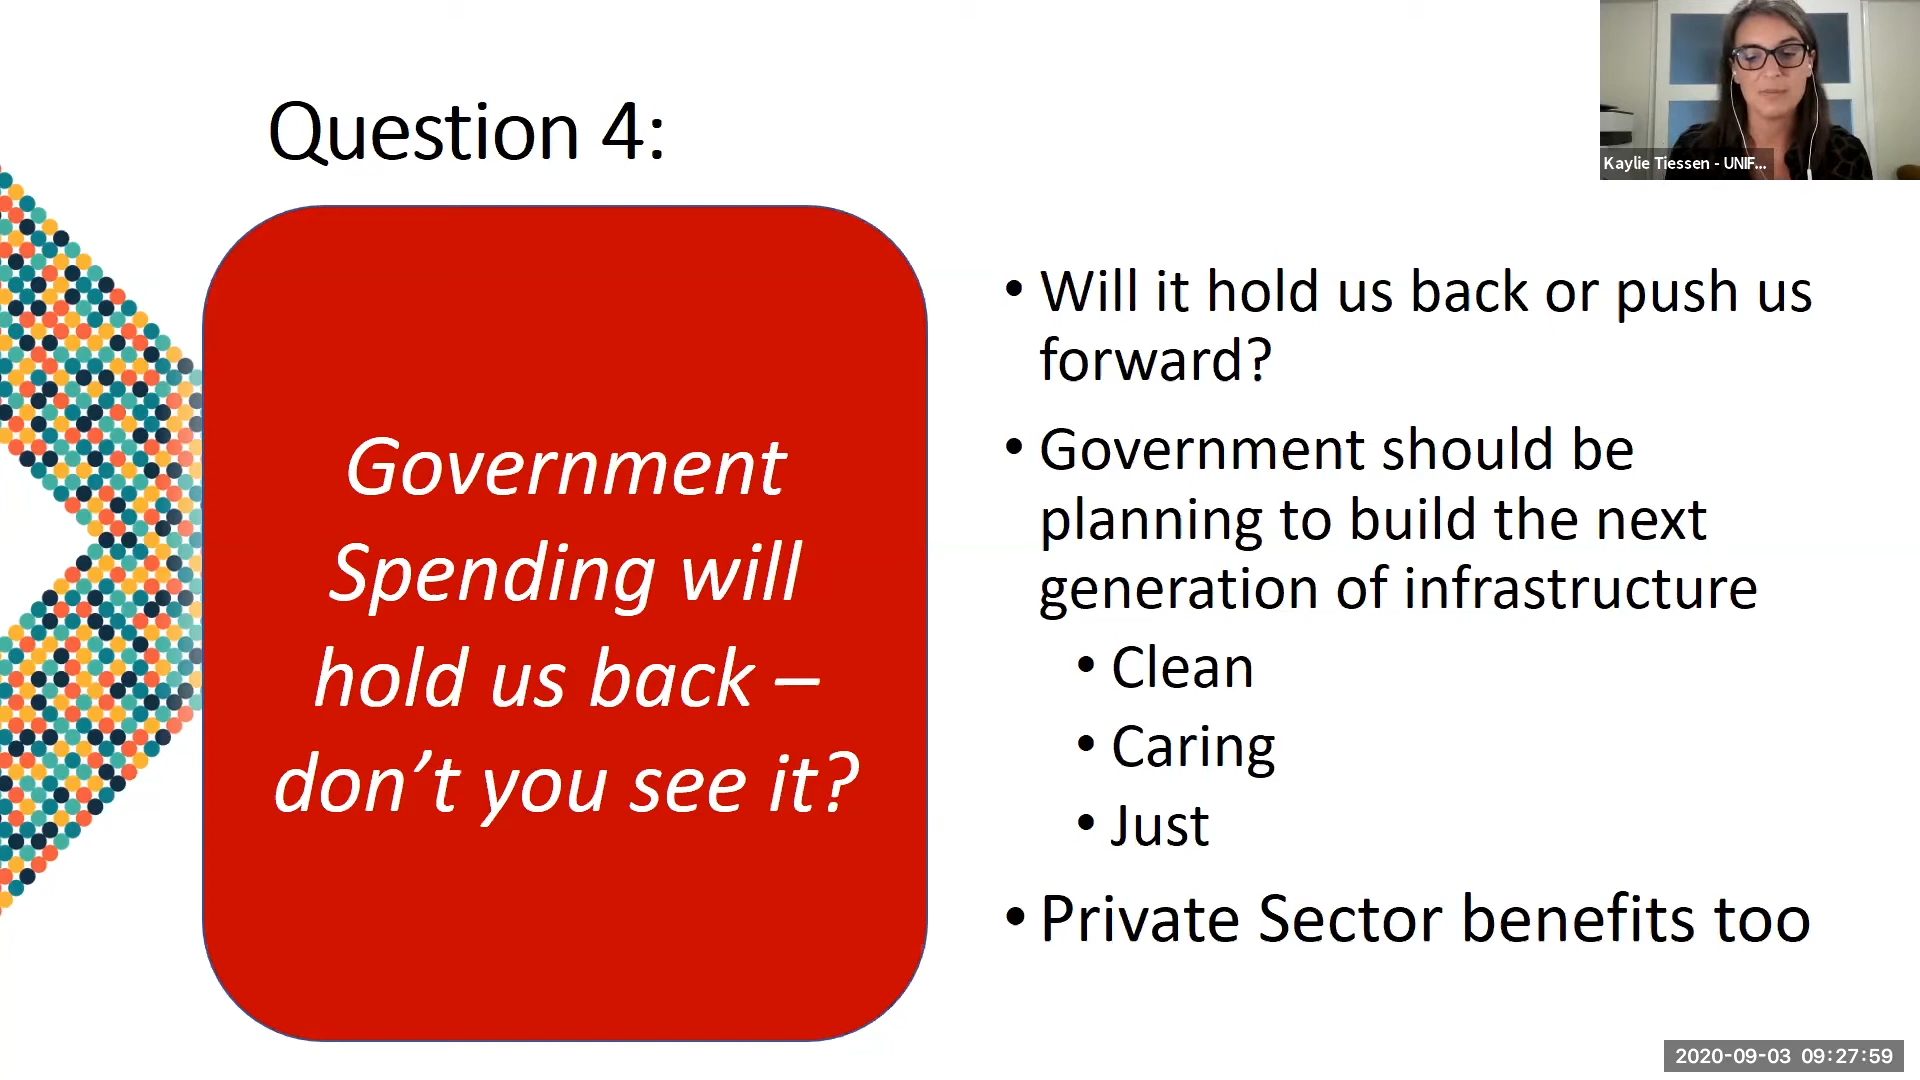 Question 4:
Kaylie Tiessen - UNIF...
Government
Spending will
hold us back –
don’t you see it?
• Will it hold us back or push us
forward?
• Government should be
planning to build the next
generation of infrastructure
• Clean
• Caring
• Just
• Private Sector benefits too
2020-09-03 09:27:59